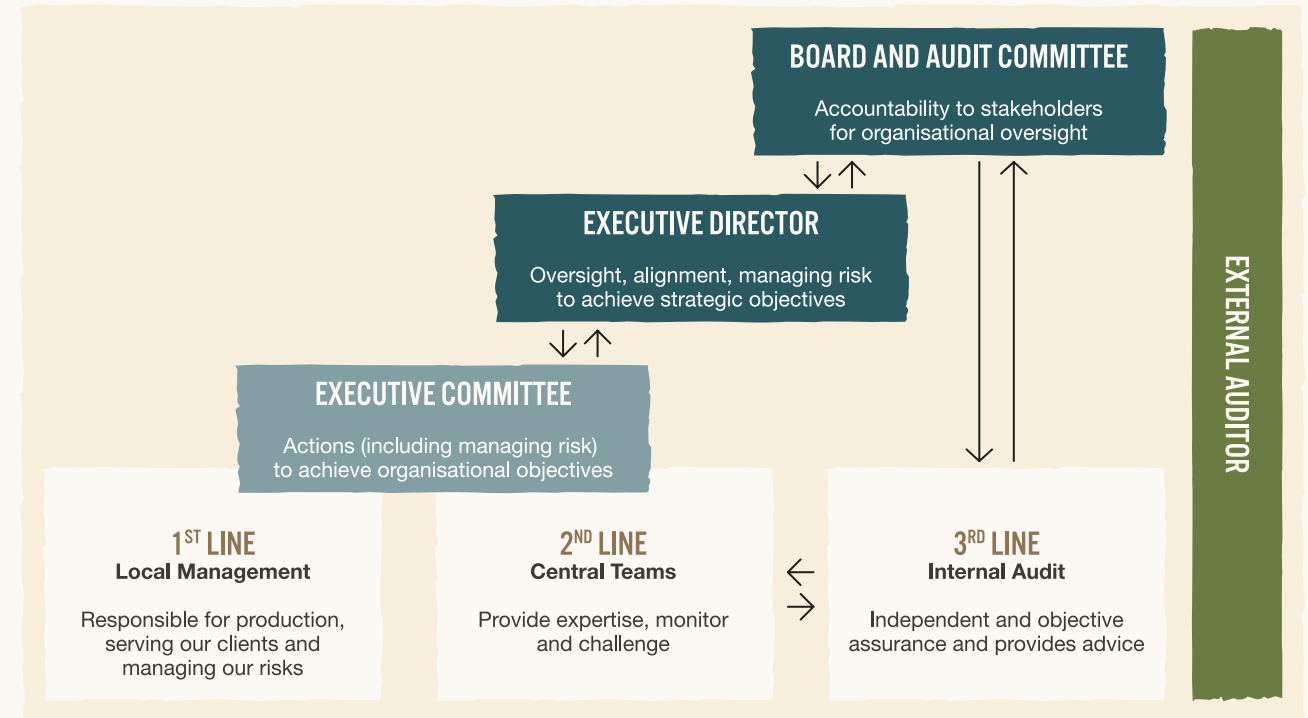 BOARD AND AUDIT COMMITTEE
Accountability to stakeholders
for organisational oversight
EXECUTIVE DIRECTOR
Oversight, alignment, managing risk
to achieve strategic objectives
EXECUTIVE COMMITTEE
Actions (including managing risk)
to achieve organisational objectives
1ST LINE
Local Management
Responsible for production,
serving our clients and
managing our risks
2ND LINE
Central Teams
Provide expertise, monitor
and challenge
3RD LINE
Internal Audit
Independent and objective
assurance and provides advice
EXTERNAL AUDITOR